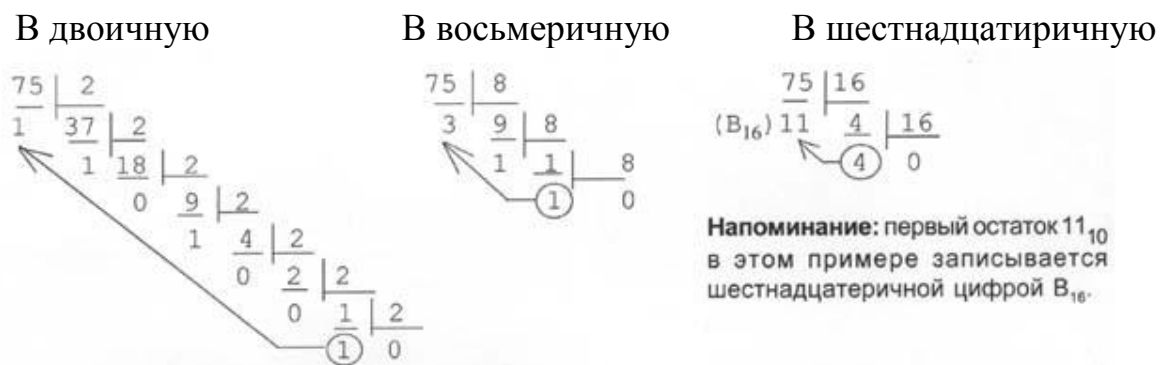 В двоичную В восьмеричную В шестнадцатиричную
75 2
1 37 2
1 18 2
0 9 2
1 4 2
0 2 2
0 1 2
1 0
75 8
3 9 8
1 1 8
1 0
75 16
(B16) 11 4 16
4 0
Напоминание: первый остаток 11₁₀
в этом примере записывается
шестнадцатеричной цифрой B₁₆.